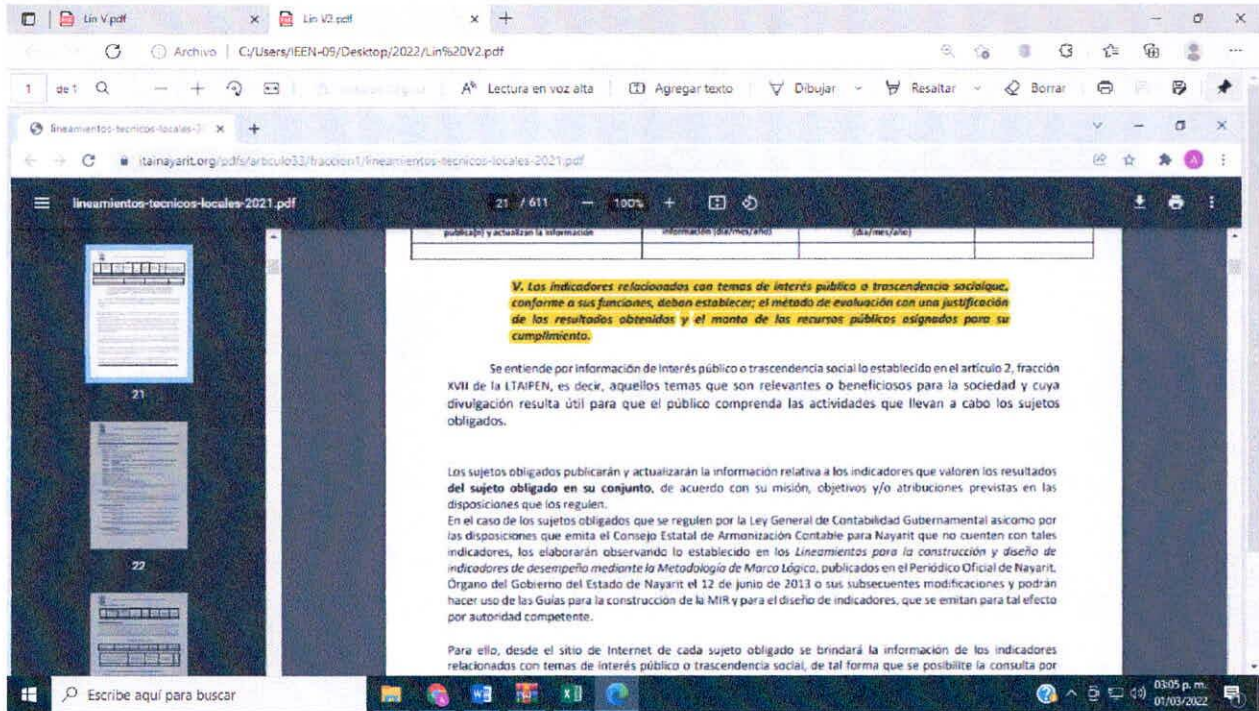 Lin V.pdf
Lin V2.pdf
Archivo | C:/Users/IEEN-09/Desktop/2022/Lin%20V2.pdf
1 de 1
Lectura en voz alta
Agregar texto
Dibujar
Resaltar
Borrar
lineamientos-tecnicos-locales-2
itainayarit.org/pdfs/articulo33/fraccion1/lineamientos-tecnicos-locales-2021.pdf
lineamientos-tecnicos-locales-2021.pdf
21 / 611
100%
publica(n) y actualizan la información
información (día/mes/año)
(día/mes/año)
V. Los indicadores relacionados con temas de interés público o trascendencia socialque,
conforme a sus funciones, deban establecer; el método de evaluación con una justificación
de los resultados obtenidos y el monto de los recursos públicos asignados para su
cumplimiento.
Se entiende por información de interés público o trascendencia social lo establecido en el artículo 2, fracción
XVII de la LTAIPEN, es decir, aquellos temas que son relevantes o beneficiosos para la sociedad y cuya
divulgación resulta útil para que el público comprenda las actividades que llevan a cabo los sujetos
obligados.
Los sujetos obligados publicarán y actualizarán la información relativa a los indicadores que valoren los resultados
del sujeto obligado en su conjunto, de acuerdo con su misión, objetivos y/o atribuciones previstas en las
disposiciones que los regulen.
En el caso de los sujetos obligados que se regulen por la Ley General de Contabilidad Gubernamental asicomo por
las disposiciones que emita el Consejo Estatal de Armonización Contable para Nayarit que no cuenten con tales
indicadores, los elaborarán observando lo establecido en los Lineamientos para la construcción y diseño de
indicadores de desempeño mediante la Metodología de Marco Lógico, publicados en el Periódico Oficial de Nayarit,
Órgano del Gobierno del Estado de Nayarit el 12 de junio de 2013 o sus subsecuentes modificaciones y podrán
hacer uso de las Guías para la construcción de la MIR y para el diseño de indicadores, que se emitan para tal efecto
por autoridad competente.
Para ello, desde el sitio de Internet de cada sujeto obligado se brindará la información de los indicadores
relacionados con temas de interés público o trascendencia social, de tal forma que se posibilite la consulta por
21
22
Escribe aquí para buscar
03:05 p. m.
01/03/2022